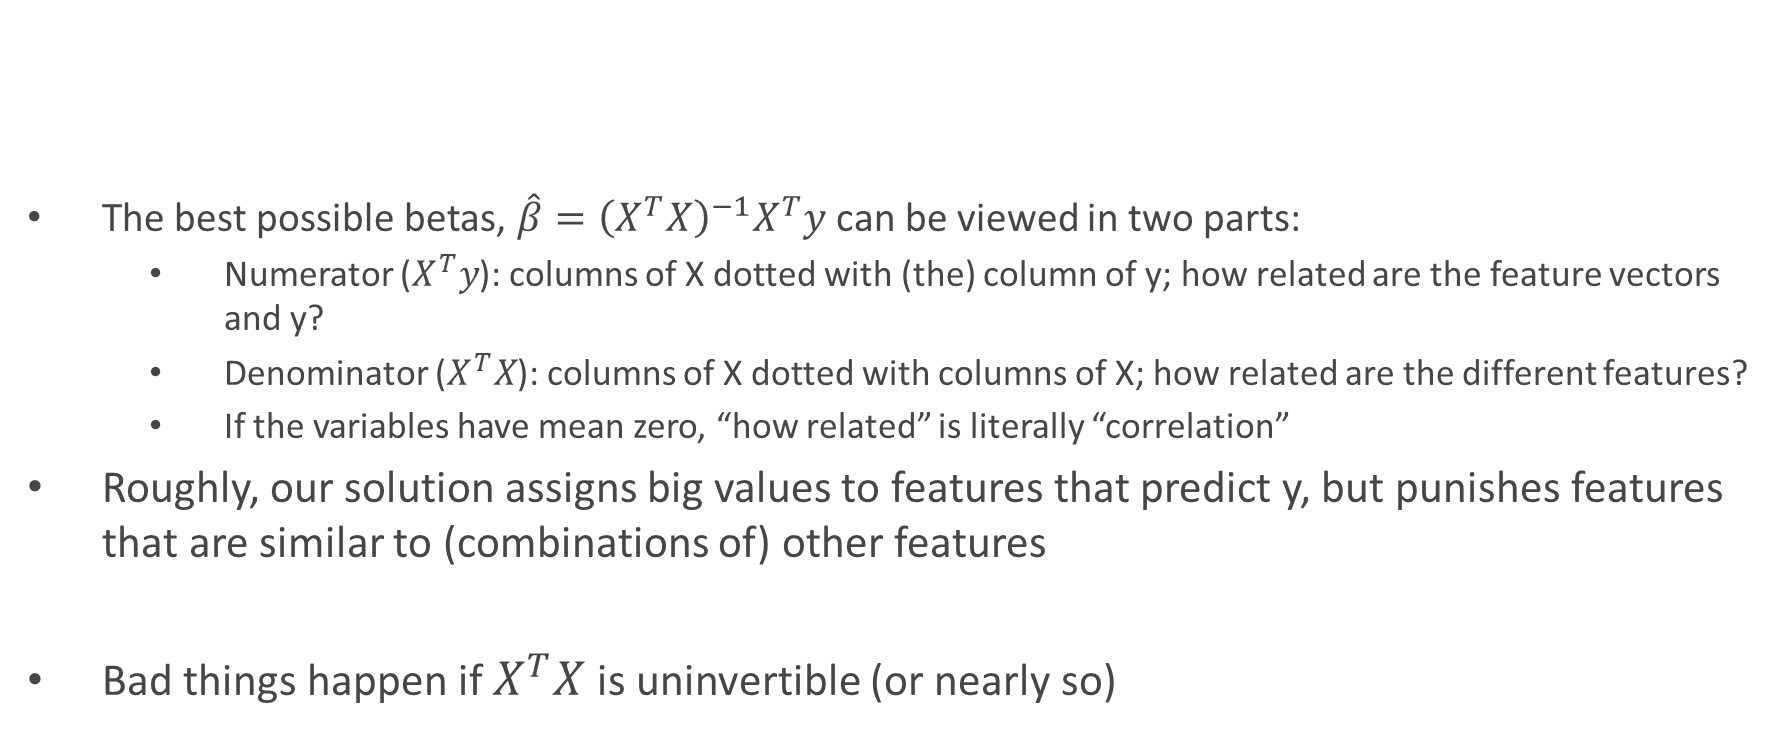 • The best possible betas, β̂ = (XᵀX)⁻¹Xᵀy can be viewed in two parts:
• Numerator (Xᵀy): columns of X dotted with (the) column of y; how related are the feature vectors
and y?
• Denominator (XᵀX): columns of X dotted with columns of X; how related are the different features?
• If the variables have mean zero, “how related” is literally “correlation”
• Roughly, our solution assigns big values to features that predict y, but punishes features
that are similar to (combinations of) other features
• Bad things happen if XᵀX is uninvertible (or nearly so)